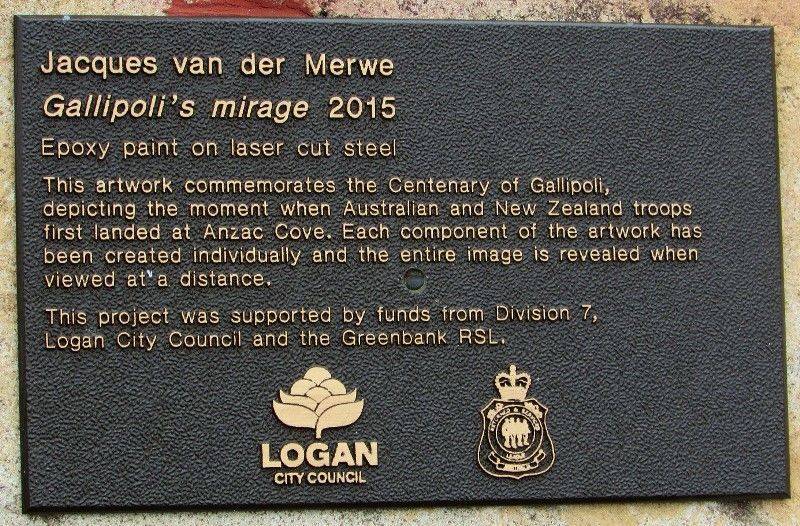 Jacques van der Merwe
Gallipoli's mirage 2015
Epoxy paint on laser cut steel
This artwork commemorates the Centenary of Gallipoli,
depicting the moment when Australian and New Zealand troops
first landed at Anzac Cove. Each component of the artwork has
been created individually and the entire image is revealed when
viewed at a distance.
This project was supported by funds from Division 7,
Logan City Council and the Greenbank RSL.
LOGAN
CITY COUNCIL